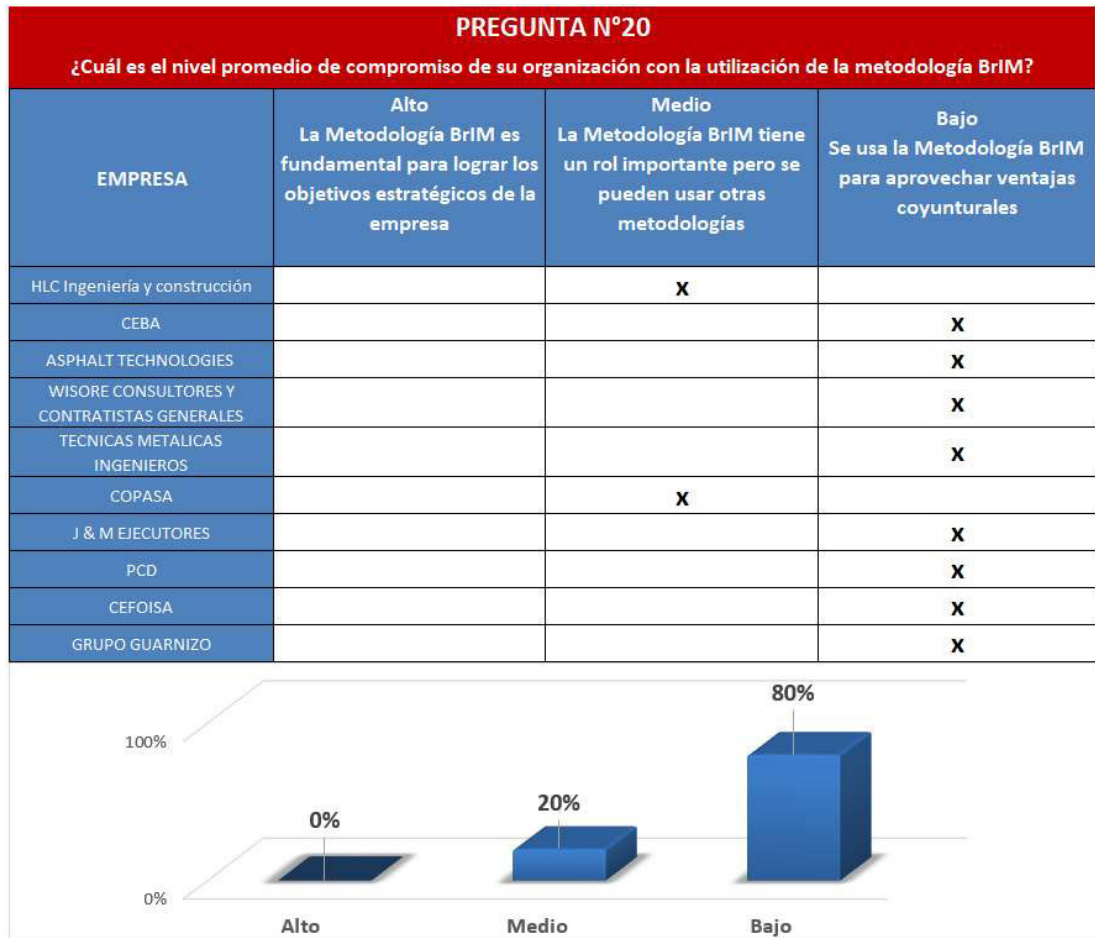 PREGUNTA N°20
¿Cuál es el nivel promedio de compromiso de su organización con la utilización de la metodología BrIM?
EMPRESA
Alto
La Metodología BrIM es
fundamental para lograr los
objetivos estratégicos de la
empresa
Medio
La Metodología BrIM tiene
un rol importante pero se
pueden usar otras
metodologías
Bajo
Se usa la Metodología BrIM
para aprovechar ventajas
coyunturales
HLC Ingeniería y construcción
X
CEBA
X
ASPHALT TECHNOLOGIES
X
WISORE CONSULTORES Y
CONTRATISTAS GENERALES
X
TECNICAS METALICAS
INGENIEROS
X
COPASA
X
J & M EJECUTORES
X
PCD
X
CEFOISA
X
GRUPO GUARNIZO
X
80%
100%
20%
0%
0%
Alto
Medio
Bajo